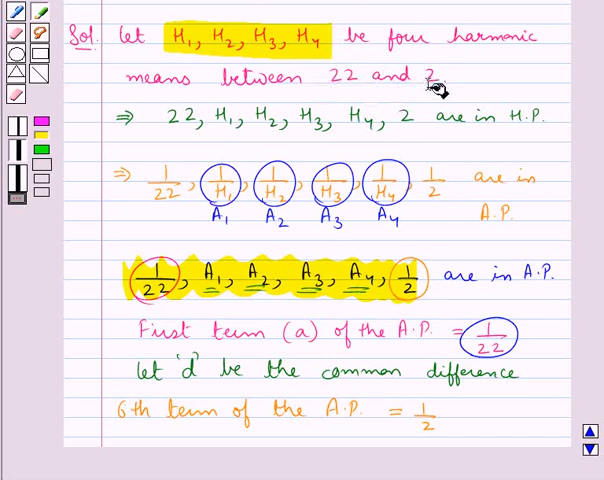 Sol. Let H₁, H₂, H₃, H₄ be four harmonic
means between 22 and 2.
⇒ 22, H₁, H₂, H₃, H₄, 2 are in H.P.
⇒ 1/22, 1/H₁, 1/H₂, 1/H₃, 1/H₄, 1/2 are in
A₁ A₂ A₃ A₄ A.P.
1/22, A₁, A₂, A₃, A₄, 1/2 are in A.P.
First term (a) of the A.P. = 1/22
Let 'd' be the common difference
6th term of the A.P. = 1/2